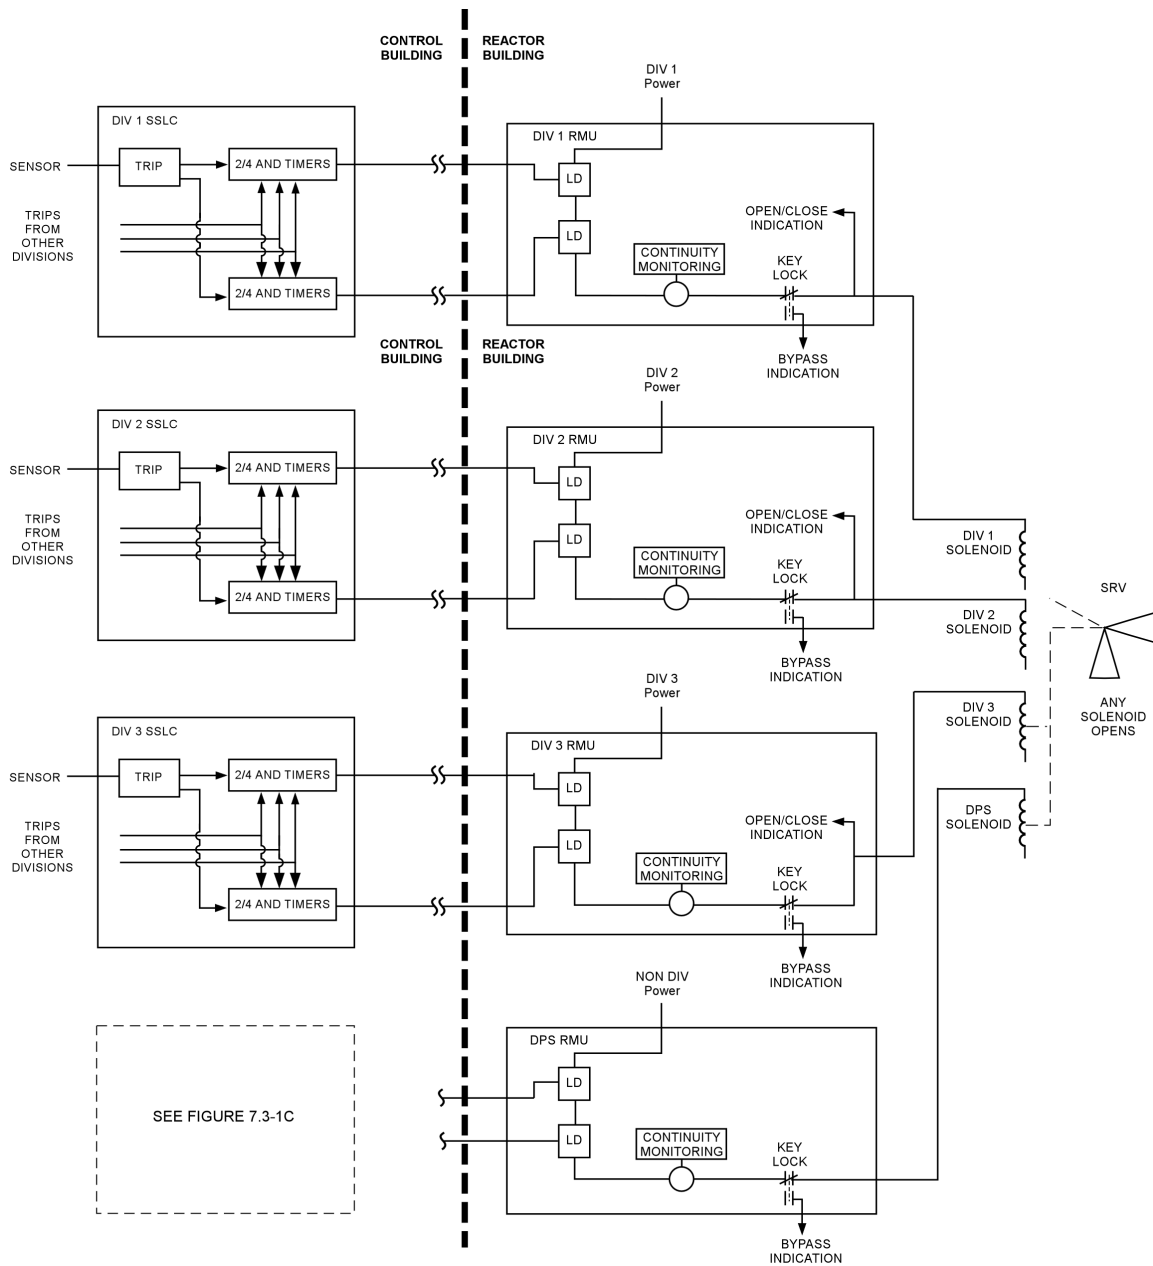 CONTROL
BUILDING
REACTOR
BUILDING
DIV 1
Power
DIV 1 SSLC
SENSOR
TRIP
2/4 AND TIMERS
TRIPS
FROM
OTHER
DIVISIONS
2/4 AND TIMERS
DIV 1 RMU
LD
LD
CONTINUITY
MONITORING
OPEN/CLOSE
INDICATION
KEY
LOCK
BYPASS
INDICATION
CONTROL
BUILDING
REACTOR
BUILDING
DIV 2
Power
DIV 2 SSLC
SENSOR
TRIP
2/4 AND TIMERS
TRIPS
FROM
OTHER
DIVISIONS
2/4 AND TIMERS
DIV 2 RMU
LD
LD
CONTINUITY
MONITORING
OPEN/CLOSE
INDICATION
KEY
LOCK
BYPASS
INDICATION
DIV 1
SOLENOID
DIV 2
SOLENOID
SRV
DIV 3
SOLENOID
ANY
SOLENOID
OPENS
DPS
SOLENOID
DIV 3
Power
DIV 3 SSLC
SENSOR
TRIP
2/4 AND TIMERS
TRIPS
FROM
OTHER
DIVISIONS
2/4 AND TIMERS
DIV 3 RMU
LD
LD
CONTINUITY
MONITORING
OPEN/CLOSE
INDICATION
KEY
LOCK
BYPASS
INDICATION
NON DIV
Power
SEE FIGURE 7.3-1C
DPS RMU
LD
LD
CONTINUITY
MONITORING
KEY
LOCK
BYPASS
INDICATION